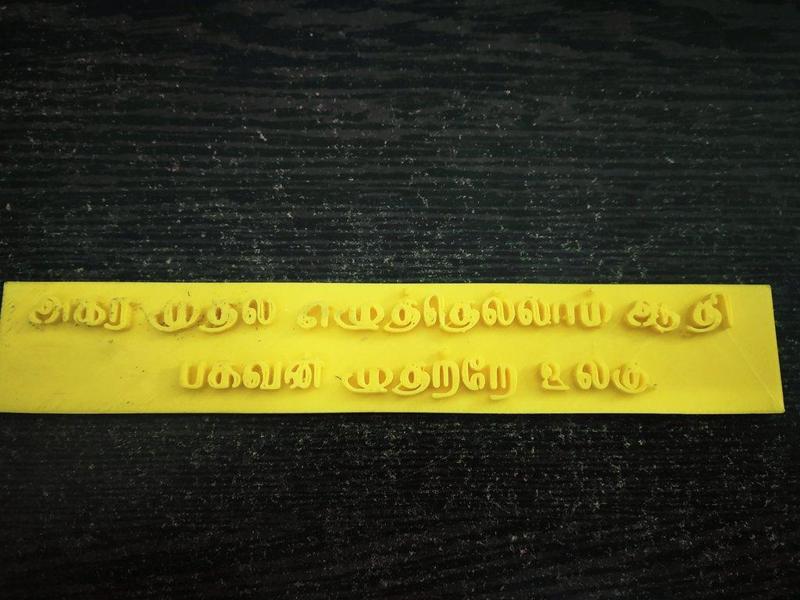 அகர முதல எழுத்தெல்லாம் ஆதி
பகவன் முதற்றே உலகு